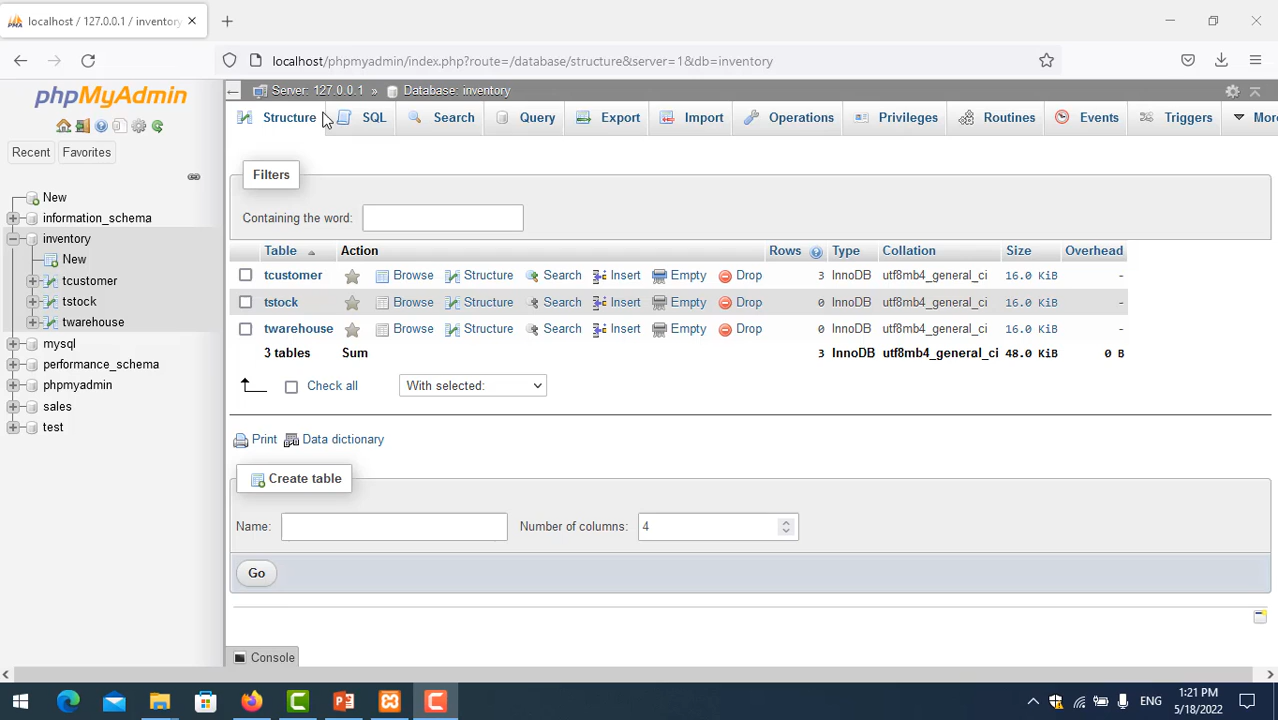 localhost / 127.0.0.1 / inventory
localhost/phpmyadmin/index.php?route=/database/structure&server=1&db=inventory
phpMyAdmin
Recent Favorites
New
information_schema
inventory
New
tcustomer
tstock
twarehouse
mysql
performance_schema
phpmyadmin
sales
test
Server: 127.0.0.1 » Database: inventory
Structure SQL Search Query Export Import Operations Privileges Routines Events Triggers More
Filters
Containing the word:
Table Action Rows Type Collation Size Overhead
tcustomer Browse Structure Search Insert Empty Drop 3 InnoDB utf8mb4_general_ci 16.0 KiB -
tstock Browse Structure Search Insert Empty Drop 0 InnoDB utf8mb4_general_ci 16.0 KiB -
twarehouse Browse Structure Search Insert Empty Drop 0 InnoDB utf8mb4_general_ci 16.0 KiB -
3 tables Sum 3 InnoDB utf8mb4_general_ci 48.0 KiB 0 B
Check all With selected:
Print Data dictionary
Create table
Name: Number of columns: 4
Go
Console
ENG 1:21 PM
5/18/2022